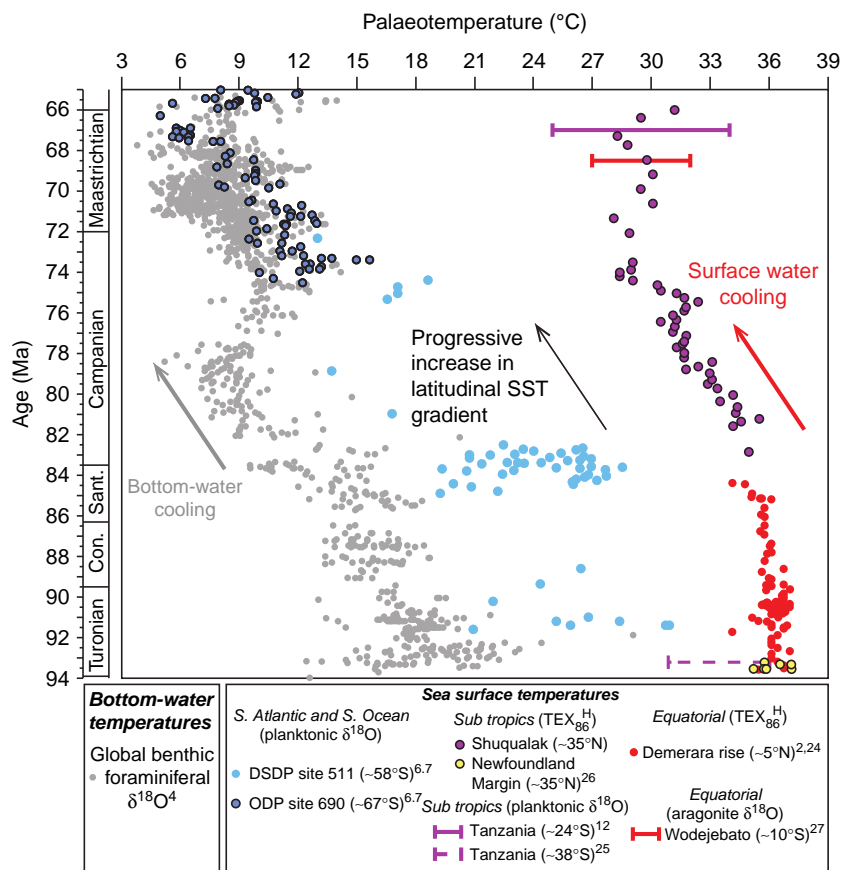 Palaeotemperature (°C)
3 6 9 12 15 18 21 24 27 30 33 36 39
Age (Ma)
66
68
70
72
74
76
78
80
82
84
86
88
90
92
94
Maastrichtian
Campanian
Sant.
Con.
Turonian
Surface water
cooling
Progressive
increase in
latitudinal SST
gradient
Bottom-water
cooling
Bottom-water
temperatures
Global benthic
foraminiferal
δ18O4
Sea surface temperatures
S. Atlantic and S. Ocean
(planktonic δ18O)
DSDP site 511 (~58°S)6.7
ODP site 690 (~67°S)6.7
Sub tropics (TEX86H)
Shuqualak (~35°N)
Newfoundland
Margin (~35°N)26
Sub tropics (planktonic δ18O)
Tanzania (~24°S)12
Tanzania (~38°S)25
Equatorial (TEX86H)
Demerara rise (~5°N)2,24
Equatorial
(aragonite δ18O)
Wodejebato (~10°S)27